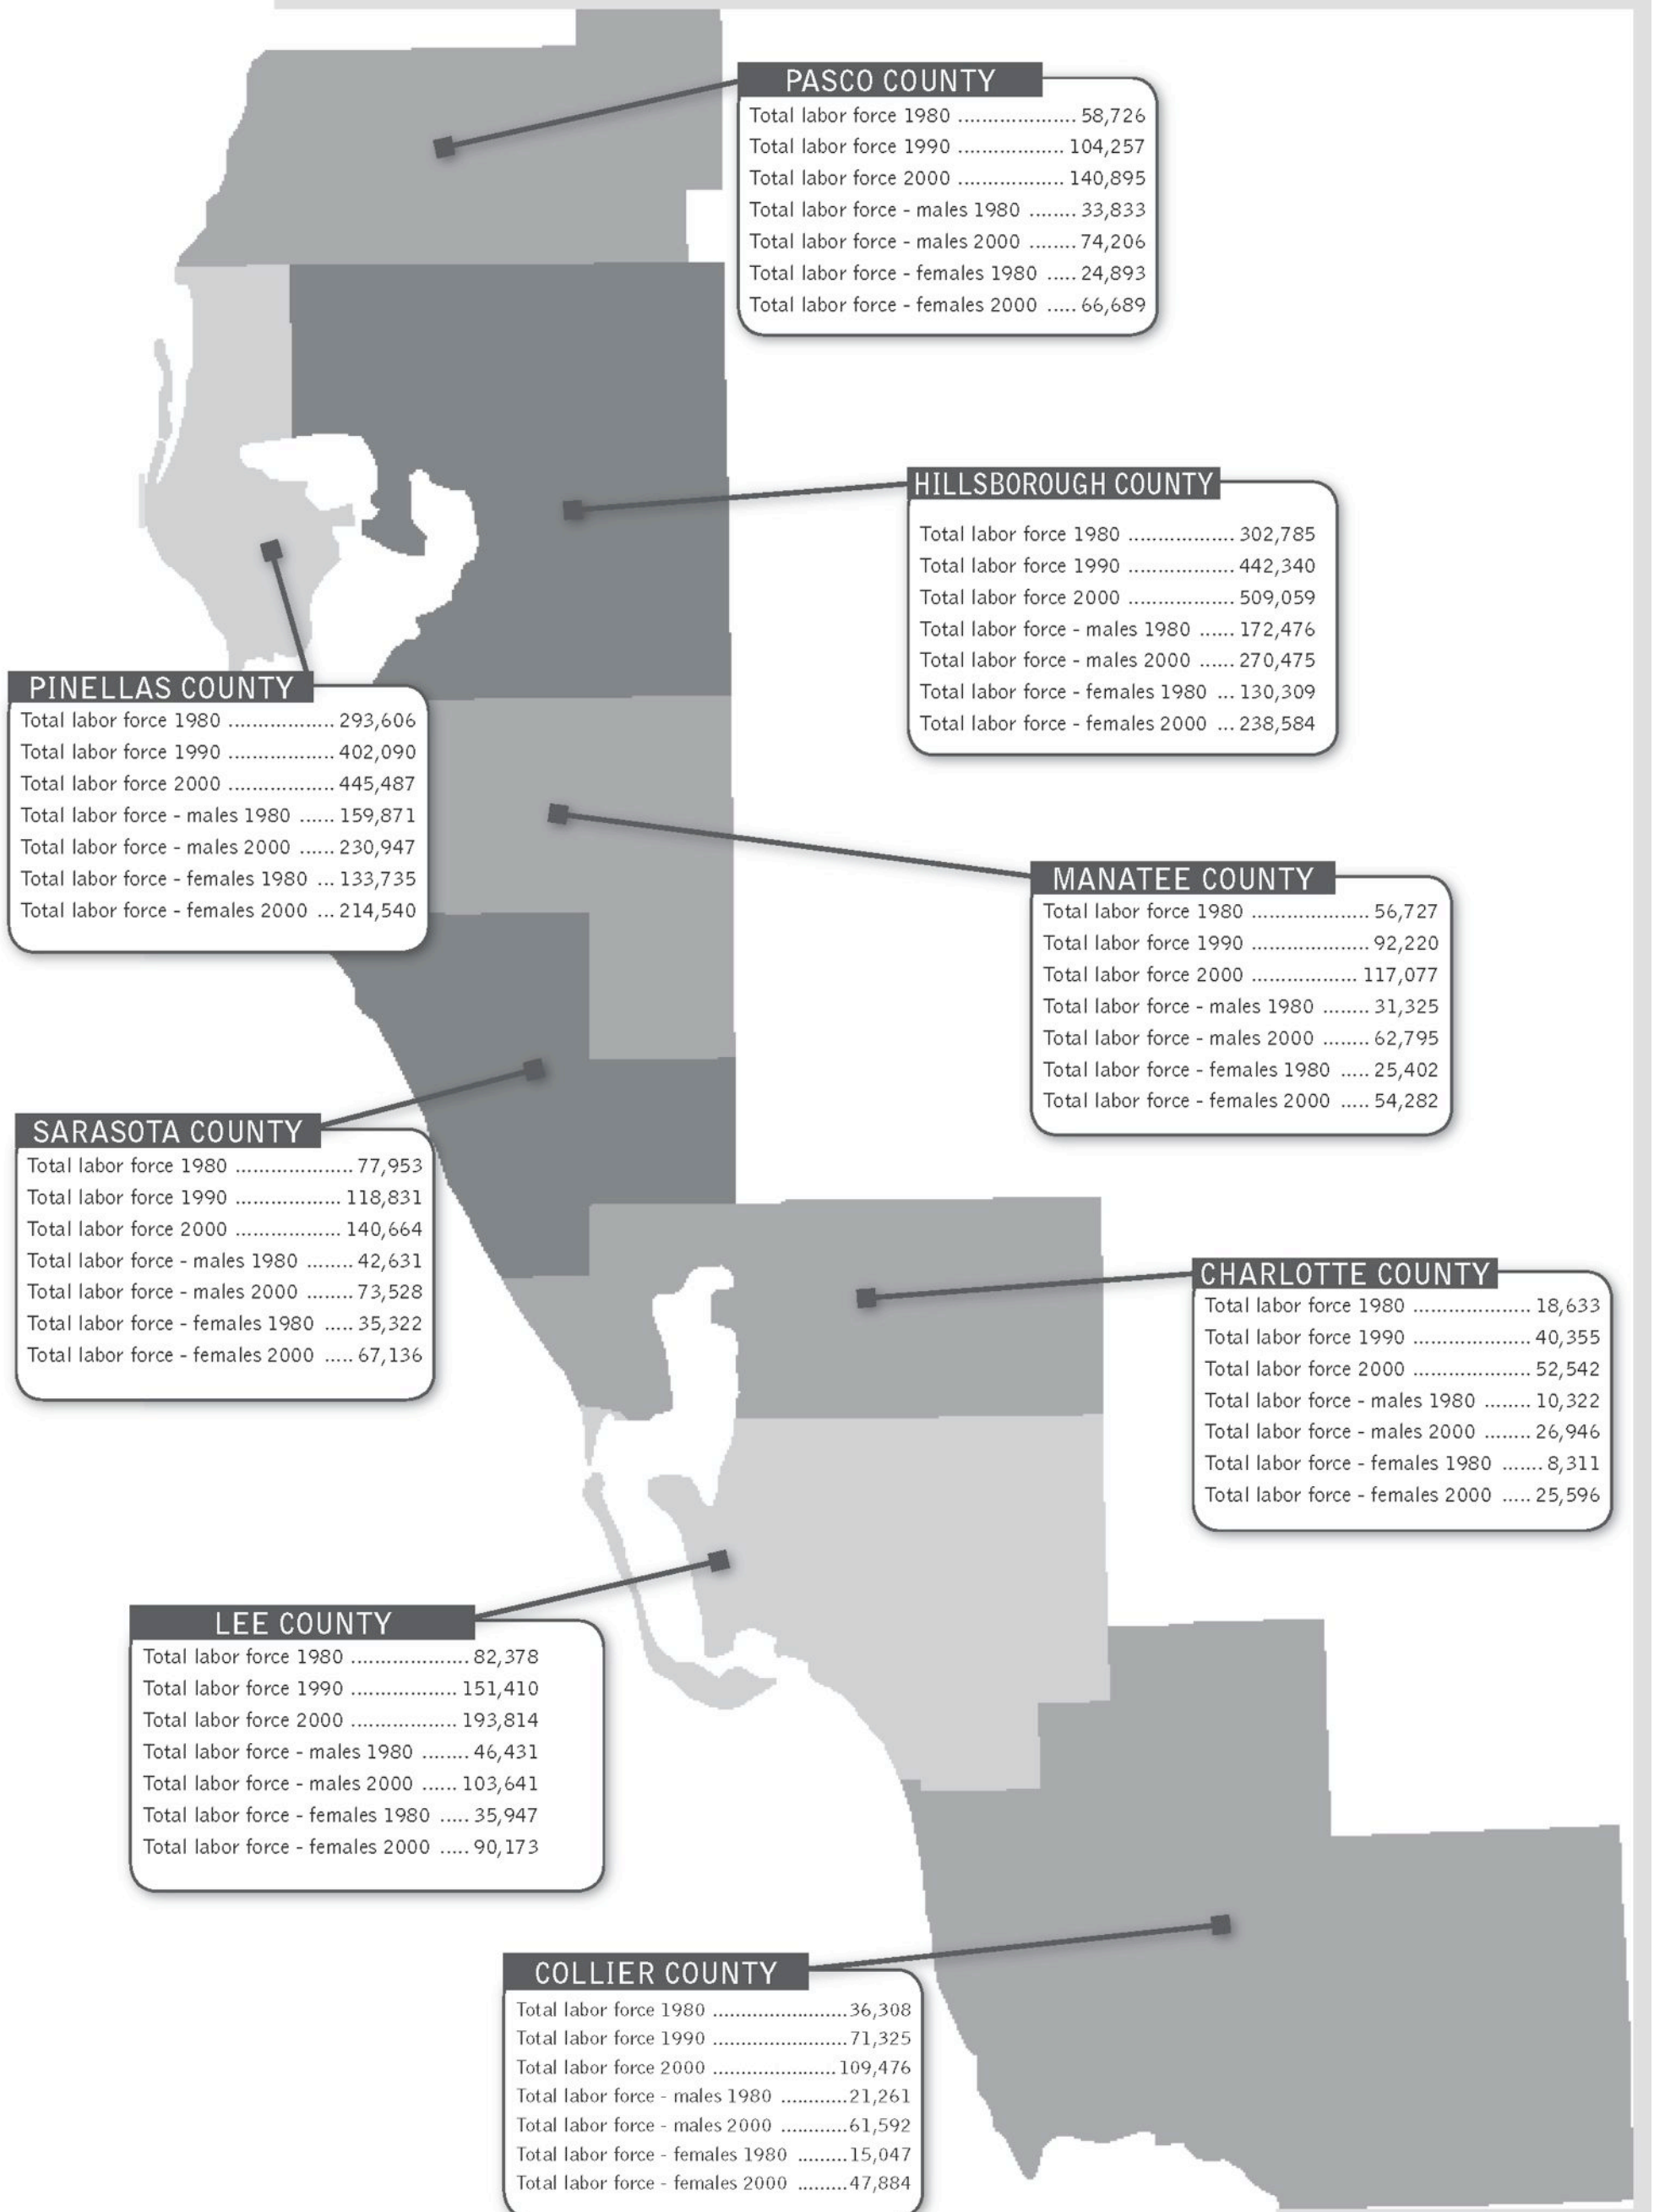 PASCO COUNTY
Total labor force 1980 .................... 58,726
Total labor force 1990 .................. 104,257
Total labor force 2000 .................. 140,895
Total labor force - males 1980 ........ 33,833
Total labor force - males 2000 ........ 74,206
Total labor force - females 1980 ..... 24,893
Total labor force - females 2000 ..... 66,689
HILLSBOROUGH COUNTY
Total labor force 1980 .................. 302,785
Total labor force 1990 .................. 442,340
Total labor force 2000 .................. 509,059
Total labor force - males 1980 ...... 172,476
Total labor force - males 2000 ...... 270,475
Total labor force - females 1980 ... 130,309
Total labor force - females 2000 ... 238,584
PINELLAS COUNTY
Total labor force 1980 .................. 293,606
Total labor force 1990 .................. 402,090
Total labor force 2000 .................. 445,487
Total labor force - males 1980 ...... 159,871
Total labor force - males 2000 ...... 230,947
Total labor force - females 1980 ... 133,735
Total labor force - females 2000 ... 214,540
MANATEE COUNTY
Total labor force 1980 .................... 56,727
Total labor force 1990 .................... 92,220
Total labor force 2000 .................. 117,077
Total labor force - males 1980 ........ 31,325
Total labor force - males 2000 ........ 62,795
Total labor force - females 1980 ..... 25,402
Total labor force - females 2000 ..... 54,282
SARASOTA COUNTY
Total labor force 1980 .................... 77,953
Total labor force 1990 .................. 118,831
Total labor force 2000 .................. 140,664
Total labor force - males 1980 ........ 42,631
Total labor force - males 2000 ........ 73,528
Total labor force - females 1980 ..... 35,322
Total labor force - females 2000 ..... 67,136
CHARLOTTE COUNTY
Total labor force 1980 .................... 18,633
Total labor force 1990 .................... 40,355
Total labor force 2000 .................... 52,542
Total labor force - males 1980 ........ 10,322
Total labor force - males 2000 ........ 26,946
Total labor force - females 1980 ....... 8,311
Total labor force - females 2000 ..... 25,596
LEE COUNTY
Total labor force 1980 .................... 82,378
Total labor force 1990 .................. 151,410
Total labor force 2000 .................. 193,814
Total labor force - males 1980 ........ 46,431
Total labor force - males 2000 ...... 103,641
Total labor force - females 1980 ..... 35,947
Total labor force - females 2000 ..... 90,173
COLLIER COUNTY
Total labor force 1980 .......................36,308
Total labor force 1990 .......................71,325
Total labor force 2000 .....................109,476
Total labor force - males 1980 ...........21,261
Total labor force - males 2000 ...........61,592
Total labor force - females 1980 .........15,047
Total labor force - females 2000 .........47,884